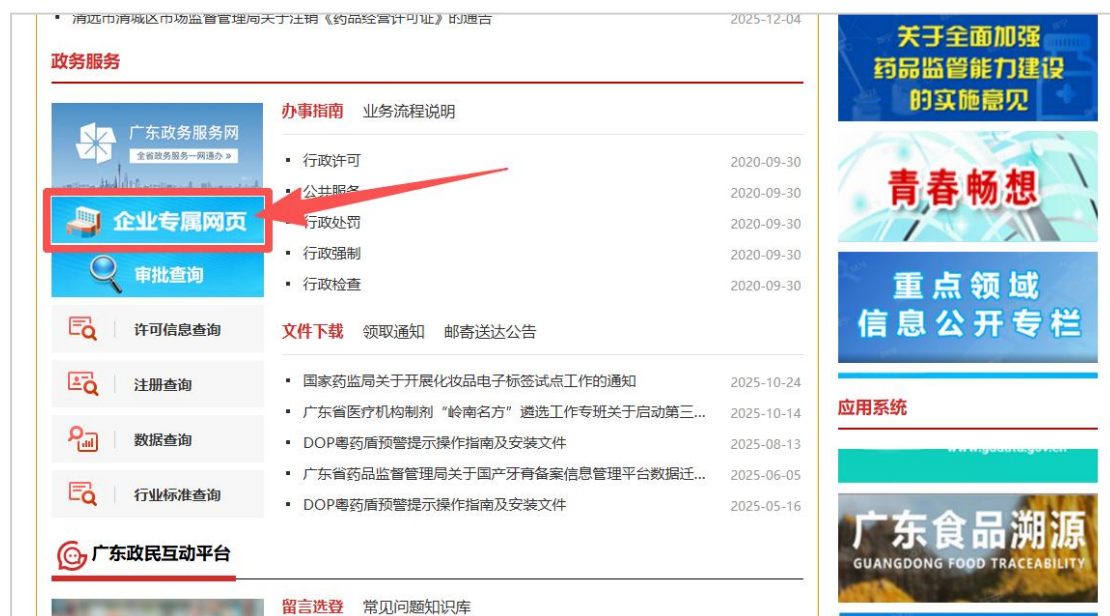 清远市清城区市场监督管理局关于注销《药品经营许可证》的通告 2025-12-04
政务服务
广东政务服务网
全省政务服务一网通办 »
企业专属网页
审批查询
许可信息查询
注册查询
数据查询
行业标准查询
办事指南 业务流程说明
行政许可 2020-09-30
公共服务 2020-09-30
行政处罚 2020-09-30
行政强制 2020-09-30
行政检查 2020-09-30
文件下载 领取通知 邮寄送达公告
国家药监局关于开展化妆品电子标签试点工作的通知 2025-10-24
广东省医疗机构制剂“岭南名方”遴选工作专班关于启动第三... 2025-10-14
DOP粤药盾预警提示操作指南及安装文件 2025-08-13
广东省药品监督管理局关于国产牙膏备案信息管理平台数据迁... 2025-06-05
DOP粤药盾预警提示操作指南及安装文件 2025-05-16
广东政民互动平台
留言选登 常见问题知识库
关于全面加强
药品监管能力建设
的实施意见
青春畅想
重点领域
信息公开专栏
应用系统
广东食品溯源
GUANGDONG FOOD TRACEABILITY